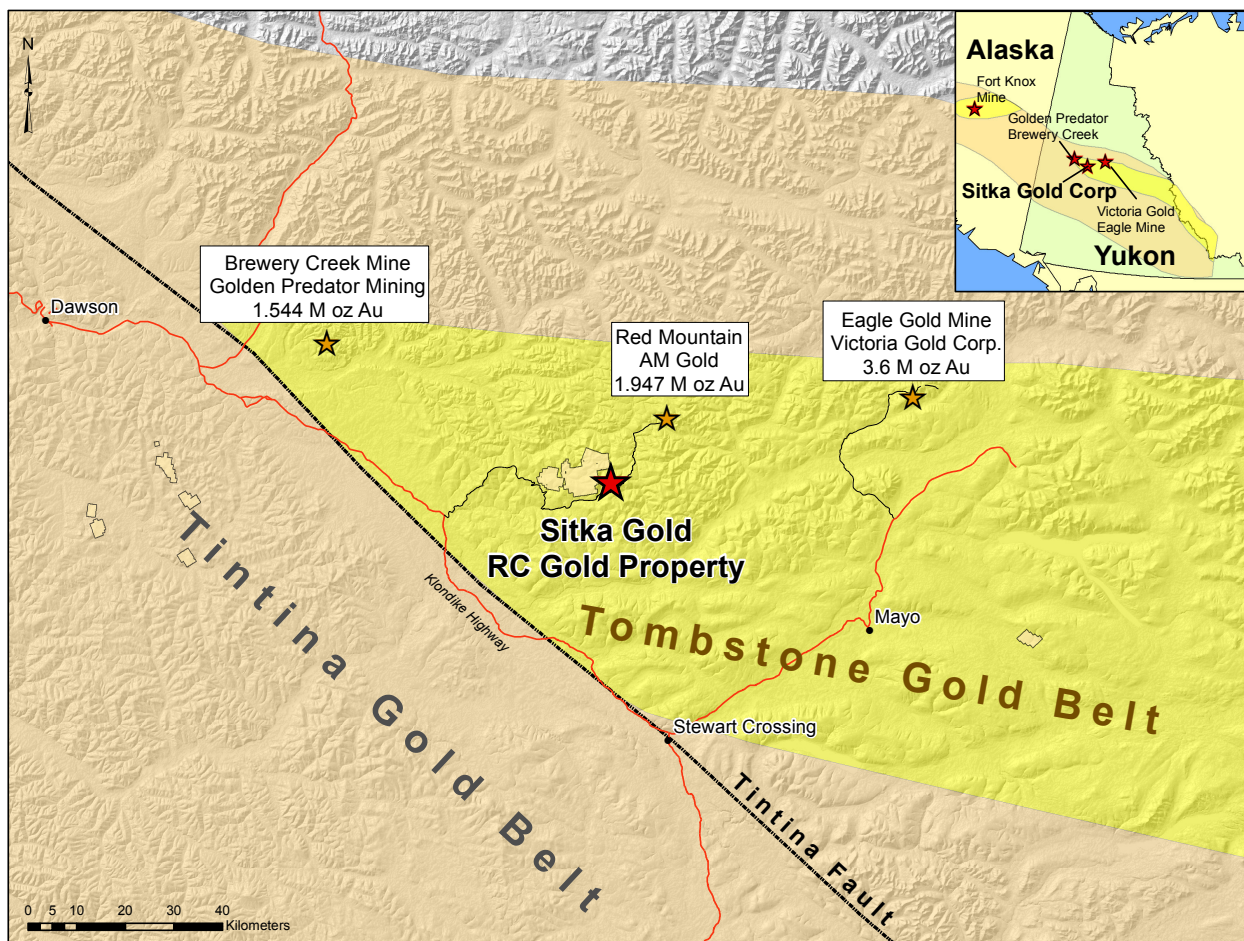 N
Alaska
Fort Knox
Mine
Golden Predator
Brewery Creek
Sitka Gold Corp
Victoria Gold
Eagle Mine
Yukon
Brewery Creek Mine
Golden Predator Mining
1.544 M oz Au
Dawson
Red Mountain
AM Gold
1.947 M oz Au
Eagle Gold Mine
Victoria Gold Corp.
3.6 M oz Au
Sitka Gold
RC Gold Property
Tintina Gold Belt
Klondike Highway
Tombstone Gold Belt
Mayo
Stewart Crossing
Tintina Fault
0 5 10 20 30 40
Kilometers